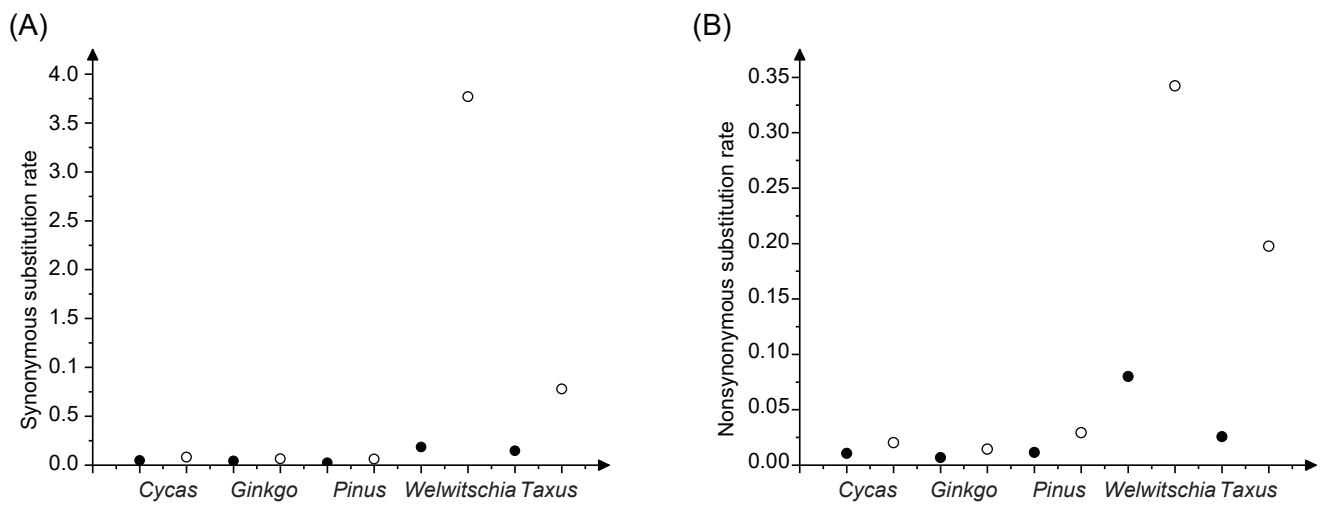 (A)
Synonymous substitution rate
4.0
3.5
3.0
2.5
2.0
1.5
0.1
0.5
0.0
Cycas Ginkgo Pinus Welwitschia Taxus
(B)
Nonsynonymous substitution rate
0.35
0.30
0.25
0.20
0.15
0.10
0.05
0.00
Cycas Ginkgo Pinus Welwitschia Taxus